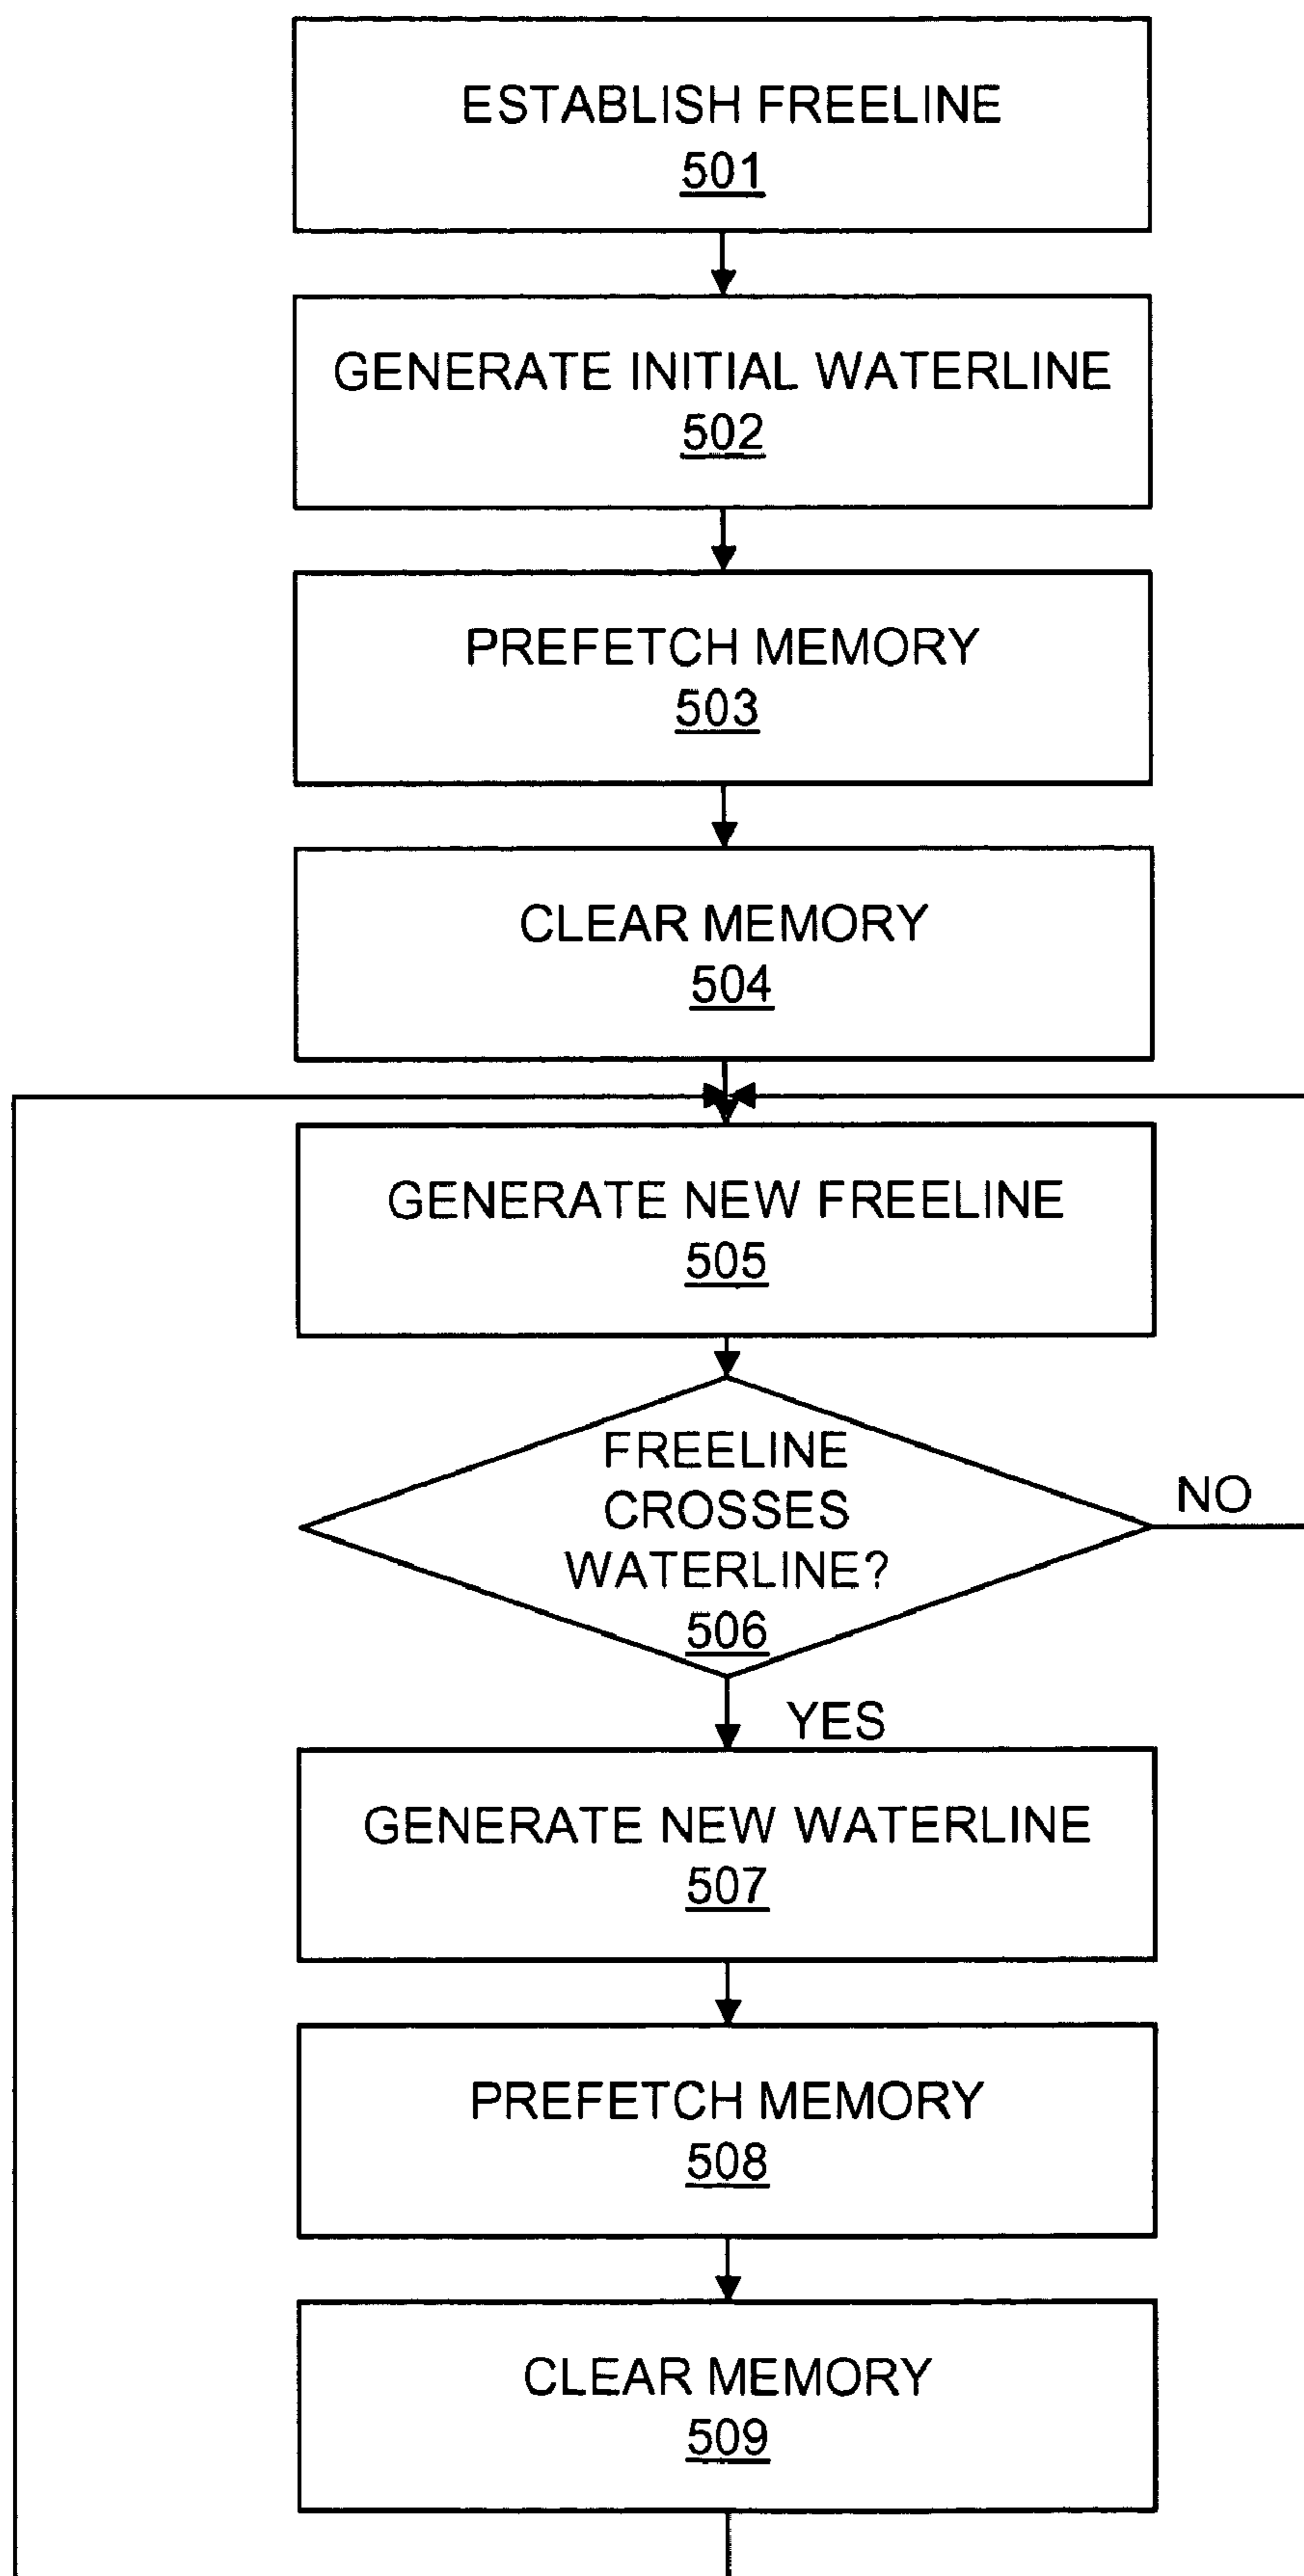 ESTABLISH FREELINE
501
GENERATE INITIAL WATERLINE
502
PREFETCH MEMORY
503
CLEAR MEMORY
504
GENERATE NEW FREELINE
505
FREELINE
CROSSES
WATERLINE?
506
NO
YES
GENERATE NEW WATERLINE
507
PREFETCH MEMORY
508
CLEAR MEMORY
509